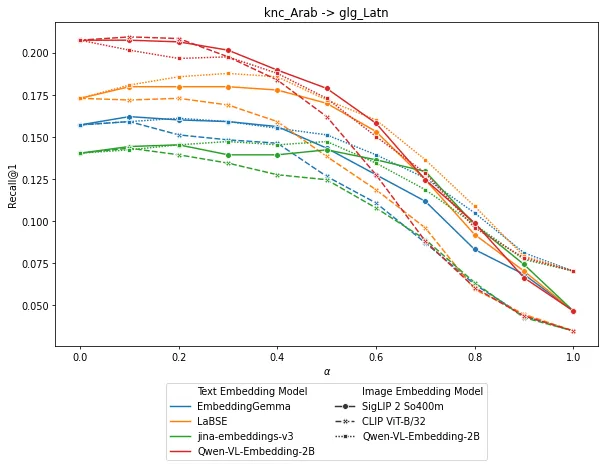 knc_Arab -> glg_Latn
Recall@1
0.200
0.175
0.150
0.125
0.100
0.075
0.050
0.0 0.2 0.4 0.6 0.8 1.0
α
Text Embedding Model
EmbeddingGemma
LaBSE
jina-embeddings-v3
Qwen-VL-Embedding-2B
Image Embedding Model
SigLIP 2 So400m
CLIP ViT-B/32
Qwen-VL-Embedding-2B